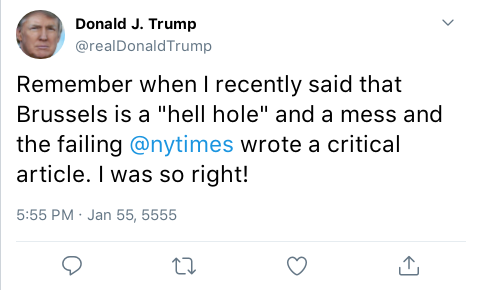 Donald J. Trump
@realDonaldTrump
Remember when I recently said that
Brussels is a "hell hole" and a mess and
the failing @nytimes wrote a critical
article. I was so right!
5:55 PM · Jan 55, 5555